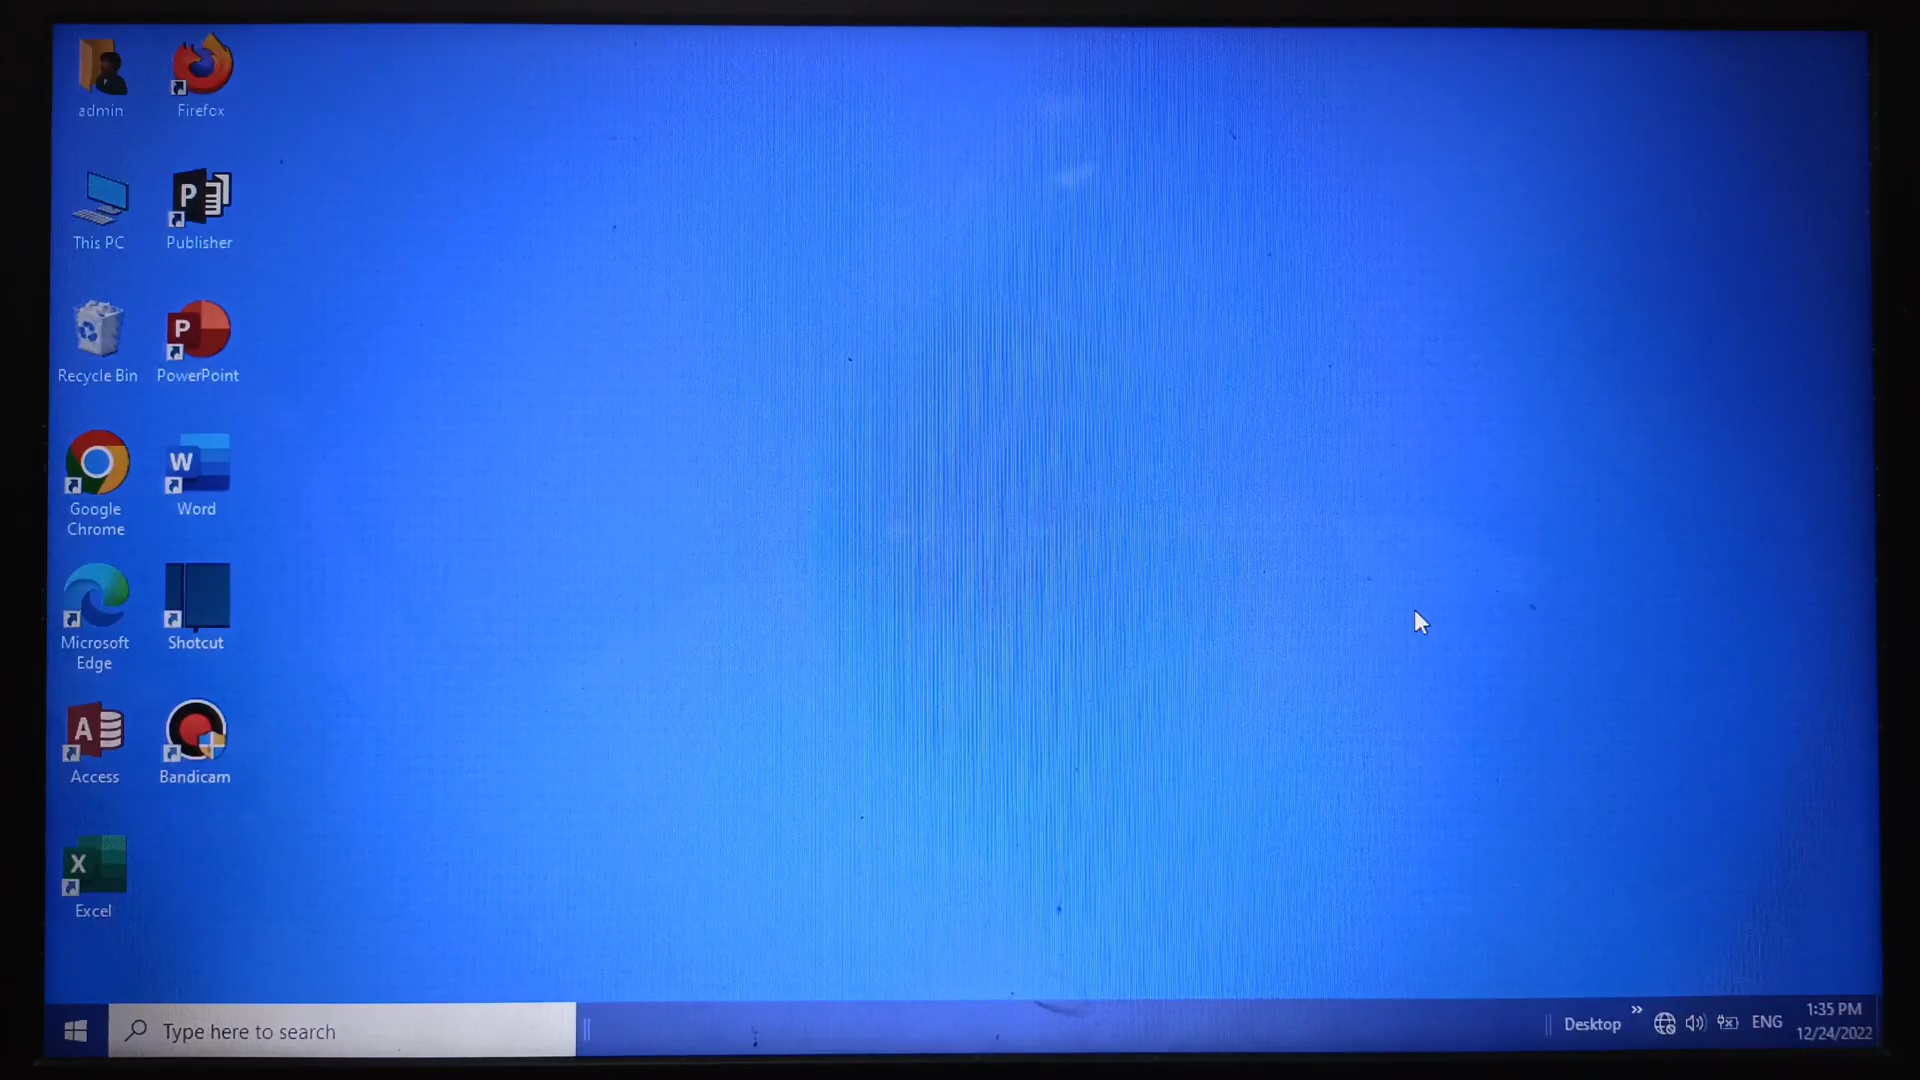 admin
Firefox
This PC
Publisher
Recycle Bin
PowerPoint
Google
Chrome
Word
Microsoft
Edge
Shotcut
Access
Bandicam
Excel
Type here to search
Desktop
ENG
1:35 PM
12/24/2022